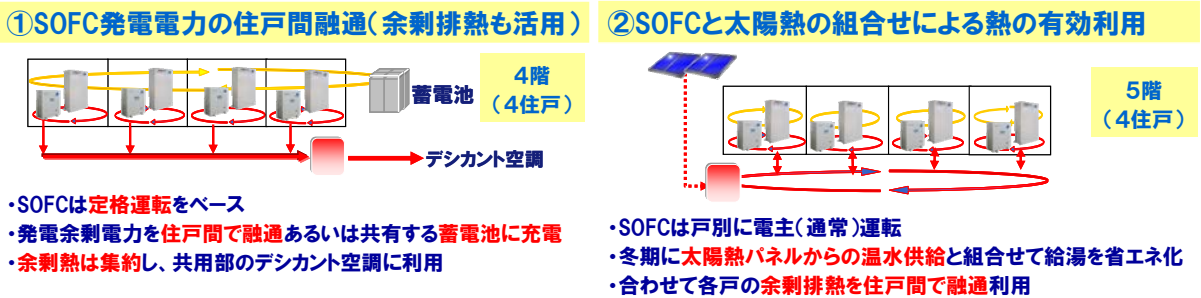 ①SOFC発電電力の住戸間融通(余剰排熱も活用)
4階
(4住戸)
蓄電池
デシカント空調
・SOFCは定格運転をベース
・発電余剰電力を住戸間で融通あるいは共有する蓄電池に充電
・余剰熱は集約し、共用部のデシカント空調に利用
②SOFCと太陽熱の組合せによる熱の有効利用
5階
(4住戸)
・SOFCは戸別に電主(通常)運転
・冬期に太陽熱パネルからの温水供給と組合せて給湯を省エネ化
・合わせて各戸の余剰排熱を住戸間で融通利用